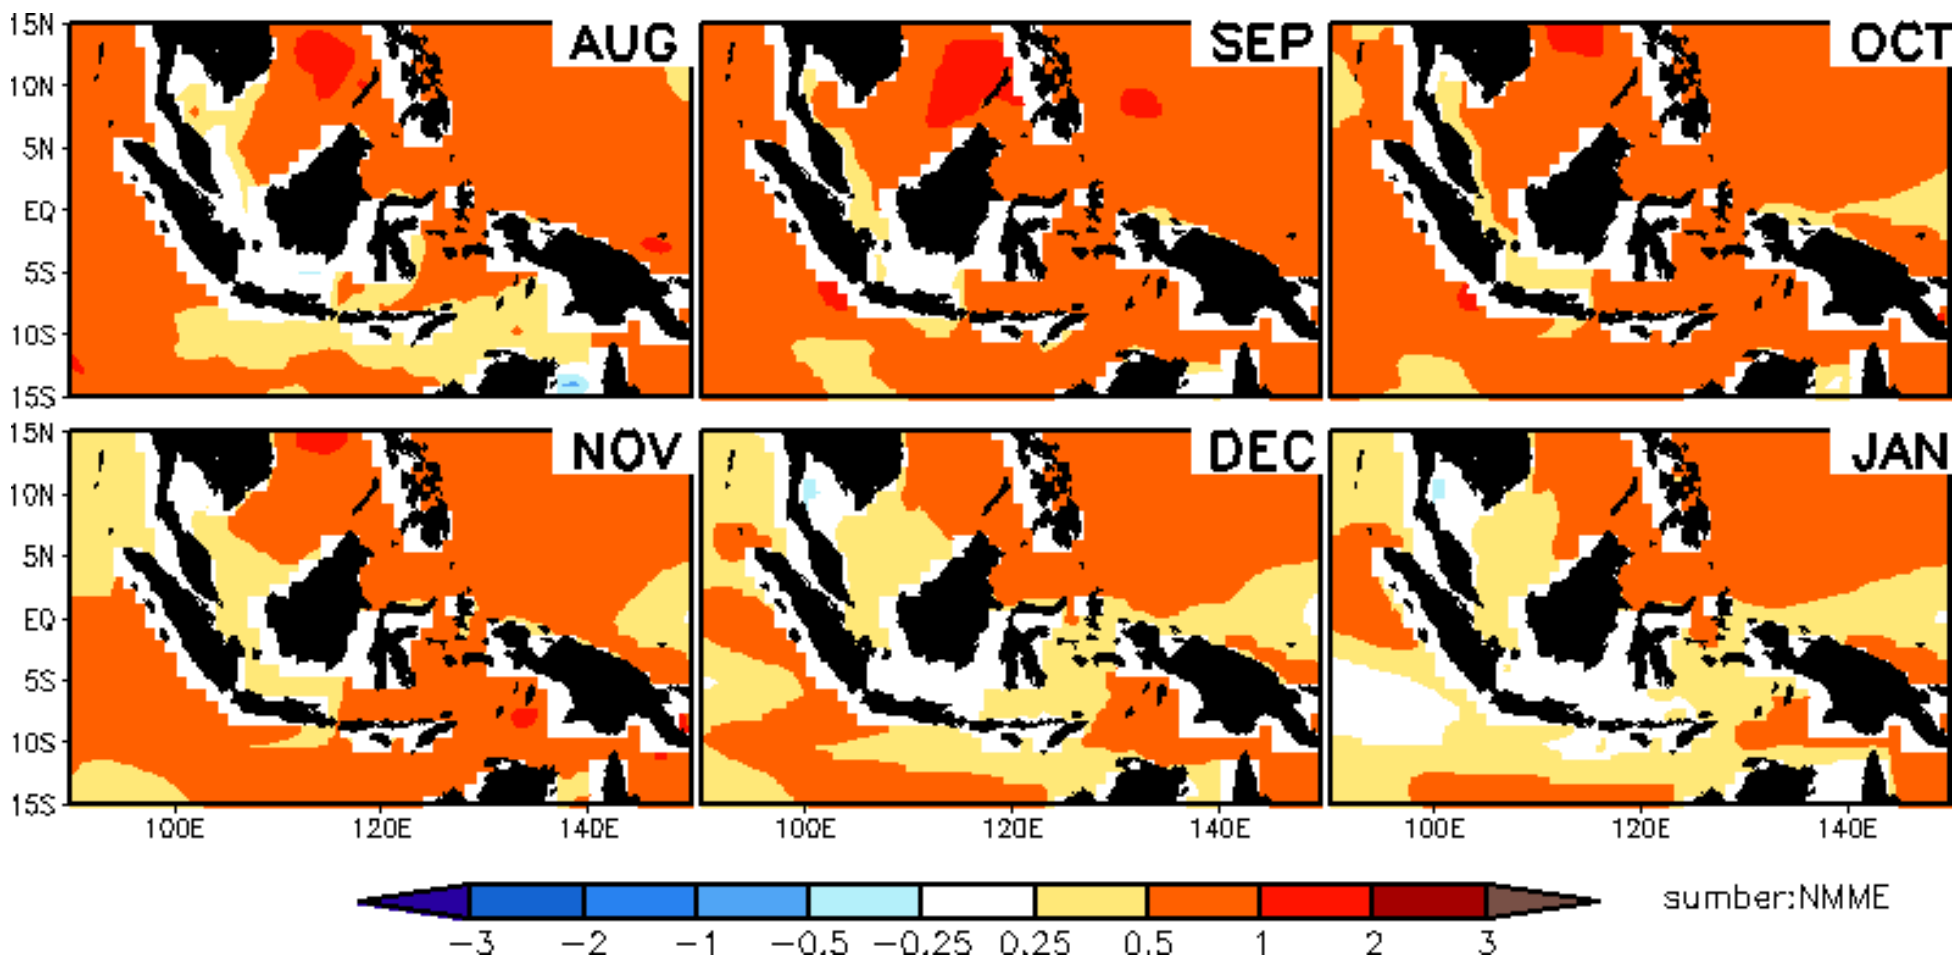 AUG SEP OCT
15N
10N
5N
EQ
5S
10S
15S
NOV DEC JAN
15N
10N
5N
EQ
5S
10S
15S
100E 120E 140E 100E 120E 140E 100E 120E 140E
-3 -2 -1 -0.5 -0.25 0.25 0.5 1 2 3
sumber:NMME